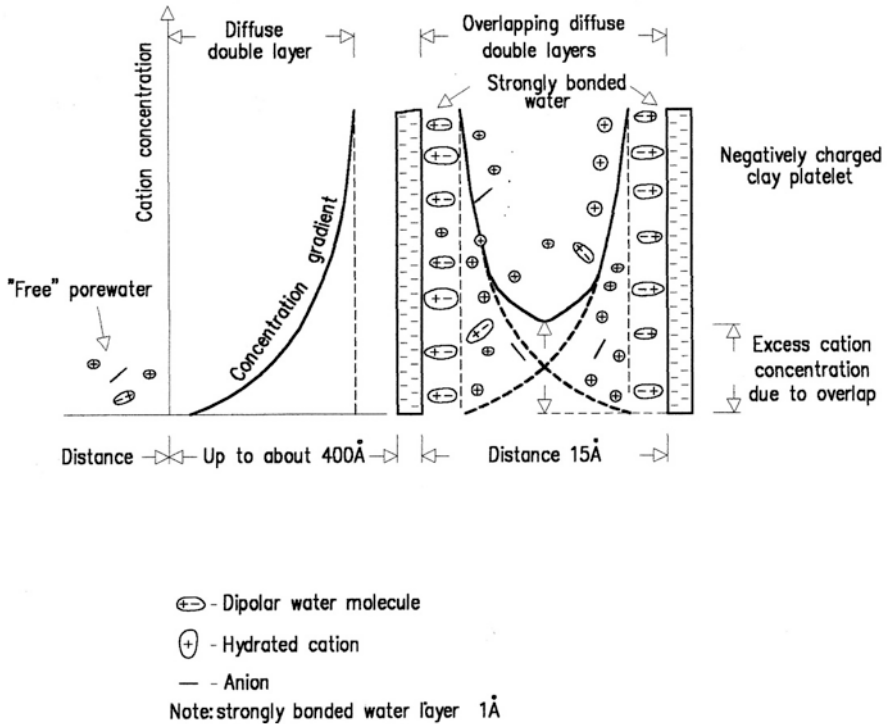 Diffuse
double layer
Overlapping diffuse
double layers
Cation concentration
Strongly bonded
water
Negatively charged
clay platelet
"Free" porewater
Concentration gradient
Excess cation
concentration
due to overlap
Distance
Up to about 400Å
Distance 15Å
- Dipolar water molecule
- Hydrated cation
- Anion
Note: strongly bonded water layer 1Å